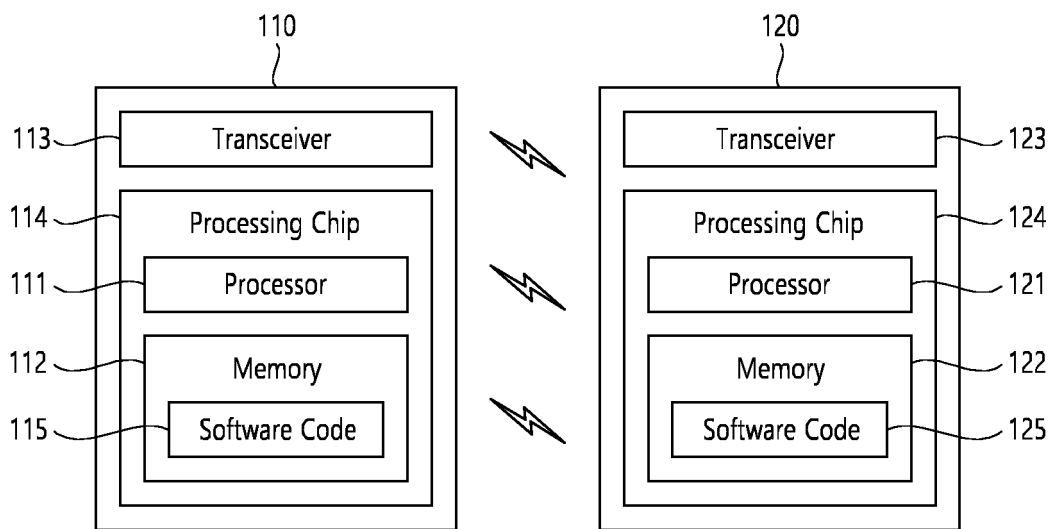 110
120
113
Transceiver
Transceiver
123
114
Processing Chip
Processing Chip
124
111
Processor
Processor
121
112
Memory
Memory
122
115
Software Code
Software Code
125